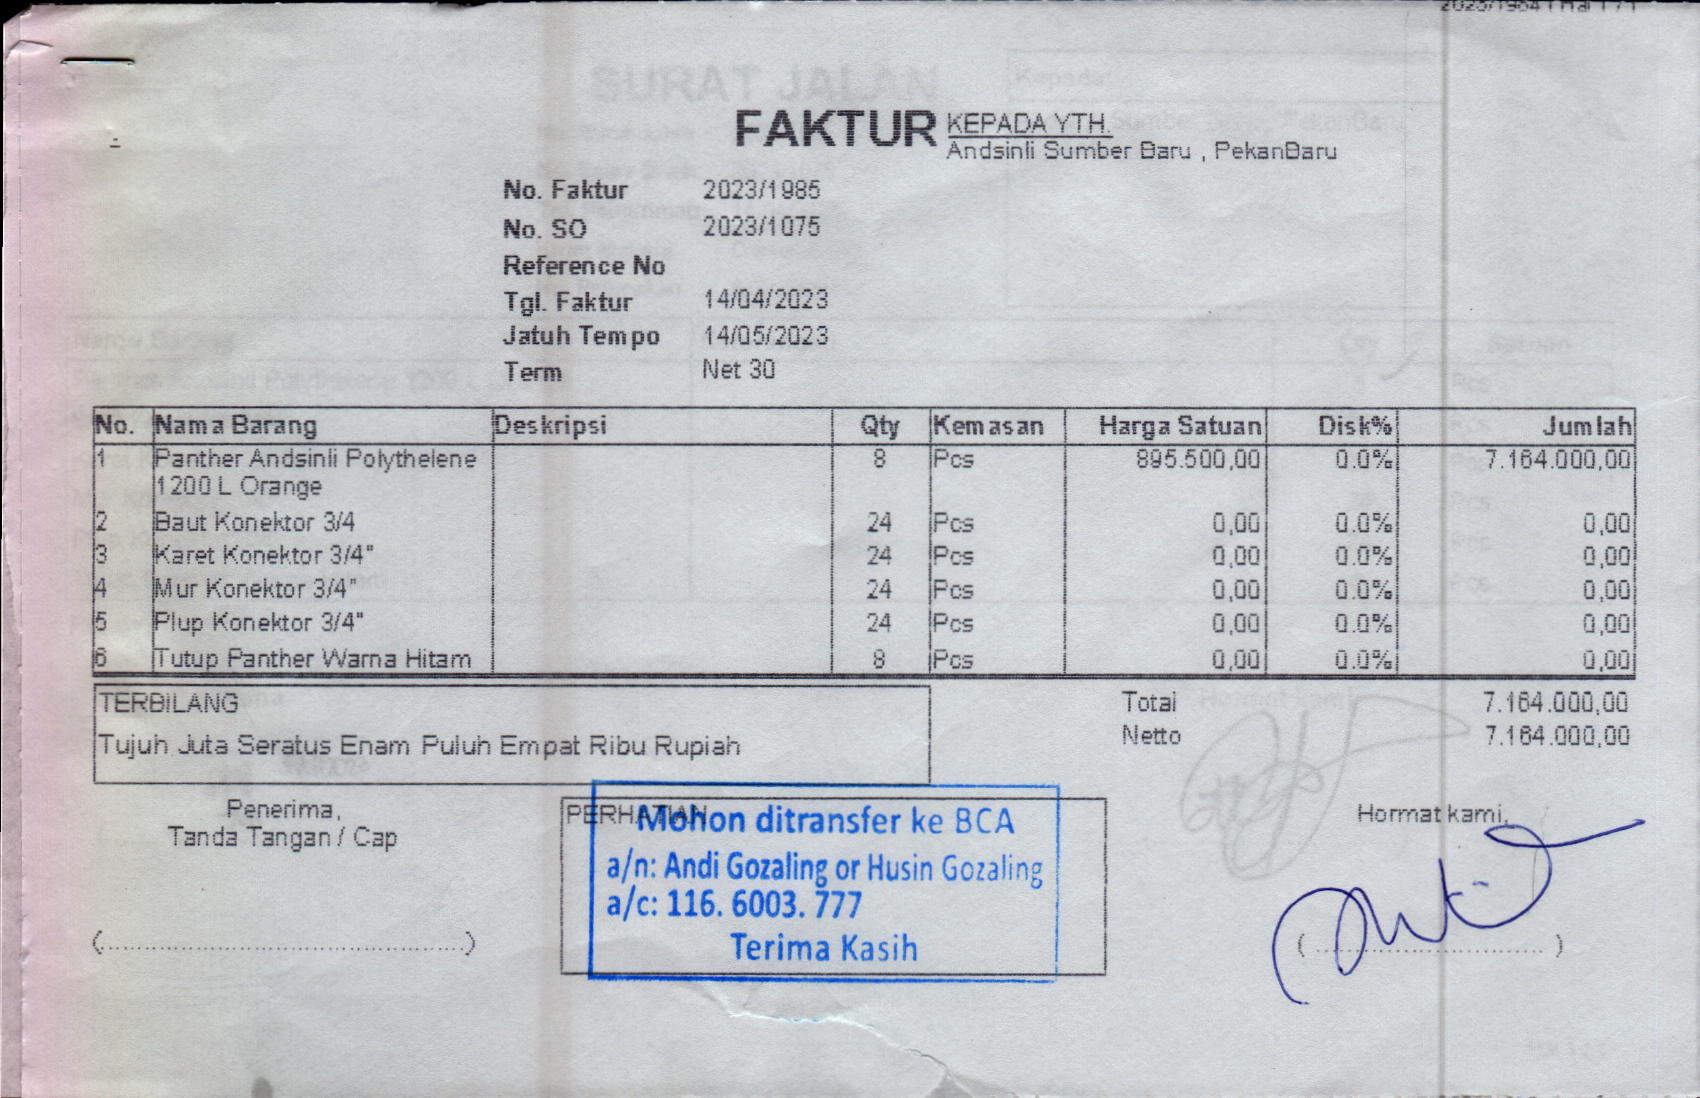 FAKTUR
KEPADA YTH.
Andsinli Sumber Baru , PekanBaru
No. Faktur 2023/1985
No. SO 2023/1075
Reference No
Tgl. Faktur 14/04/2023
Jatuh Tempo 14/05/2023
Term Net 30
No. Nama Barang Deskripsi Qty Kemasan Harga Satuan Disk% Jumlah
1 Panther Andsinli Polythelene 8 Pcs 895.500,00 0.0% 7.164.000,00
1200 L Orange
2 Baut Konektor 3/4 24 Pcs 0,00 0.0% 0,00
3 Karet Konektor 3/4" 24 Pcs 0,00 0.0% 0,00
4 Mur Konektor 3/4" 24 Pcs 0,00 0.0% 0,00
5 Plup Konektor 3/4" 24 Pcs 0,00 0.0% 0,00
6 Tutup Panther Warna Hitam 8 Pcs 0,00 0.0% 0,00
TERBILANG
Tujuh Juta Seratus Enam Puluh Empat Ribu Rupiah
Total 7.164.000,00
Netto 7.164.000,00
Penerima,
Tanda Tangan / Cap
PERHATIAN
Mohon ditransfer ke BCA
a/n: Andi Gozaling or Husin Gozaling
a/c: 116. 6003. 777
Terima Kasih
Hormat kami,
SURAT JALAN
Kepada: